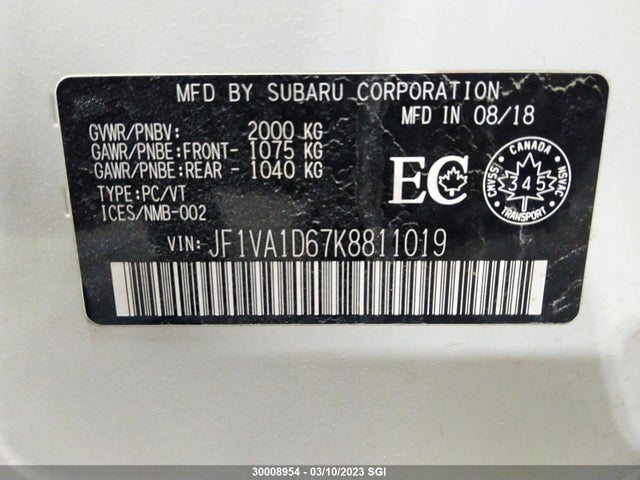 MFD BY SUBARU CORPORATION
MFD IN 08/18
GVWR/PNBV: 2000 KG
GAWR/PNBE:FRONT- 1075 KG
GAWR/PNBE:REAR - 1040 KG
TYPE:PC/VT
ICES/NMB-002
EC
CANADA
CMVSS 345 NSVAC
TRANSPORT
VIN: JF1VA1D67K8811019
30008954 – 03/10/2023 SGI